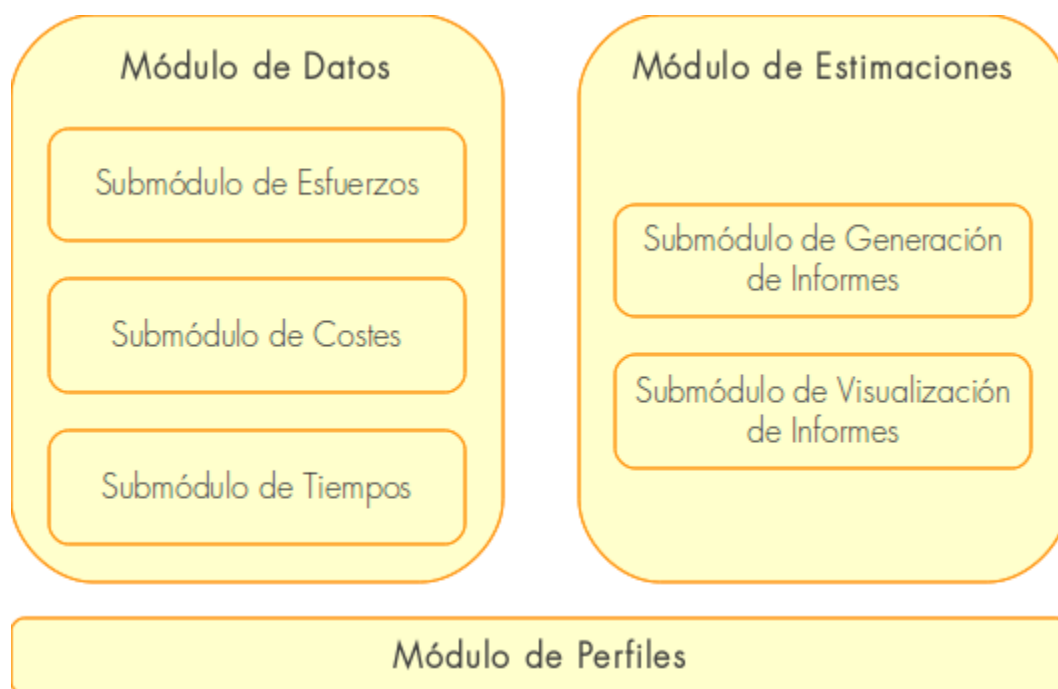 Módulo de Datos
Submódulo de Esfuerzos
Submódulo de Costes
Submódulo de Tiempos
Módulo de Estimaciones
Submódulo de Generación
de Informes
Submódulo de Visualización
de Informes
Módulo de Perfiles